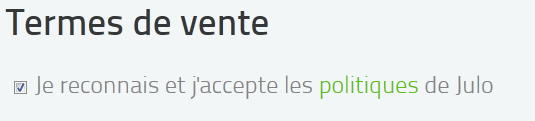 Termes de vente
Je reconnais et j'accepte les politiques de Julo